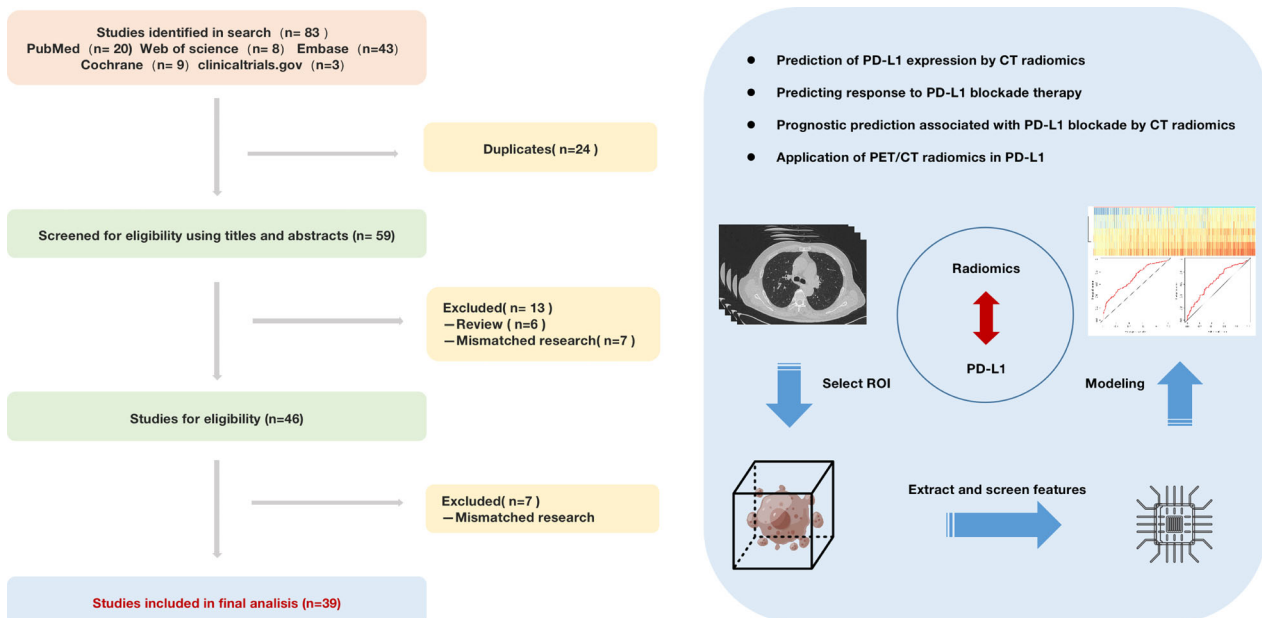 Studies identified in search（n= 83 ）
PubMed（n= 20) Web of science（n= 8） Embase（n=43)
Cochrane（n= 9）clinicaltrials.gov（n=3）
Duplicates( n=24 )
Screened for eligibility using titles and abstracts (n= 59)
Excluded( n= 13 )
—Review ( n=6 )
—Mismatched research( n=7 )
Studies for eligibility (n=46)
Excluded( n=7 )
—Mismatched research
Studies included in final analisis (n=39)
● Prediction of PD-L1 expression by CT radiomics
● Predicting response to PD-L1 blockade therapy
● Prognostic prediction associated with PD-L1 blockade by CT radiomics
● Application of PET/CT radiomics in PD-L1
Radiomics
PD-L1
Select ROI
Modeling
Extract and screen features